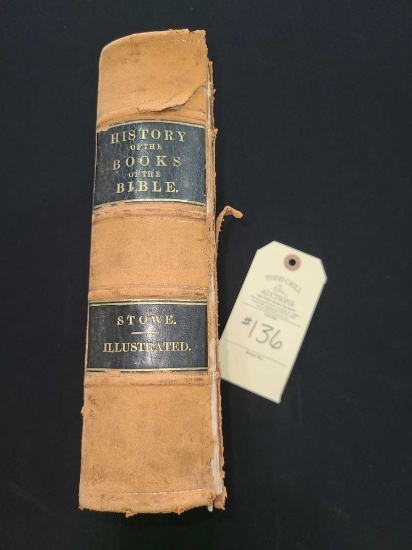 HISTORY
OF THE
BOOKS
OF THE
BIBLE.
STOWE.
ILLUSTRATED.
AUCTIONS
#136